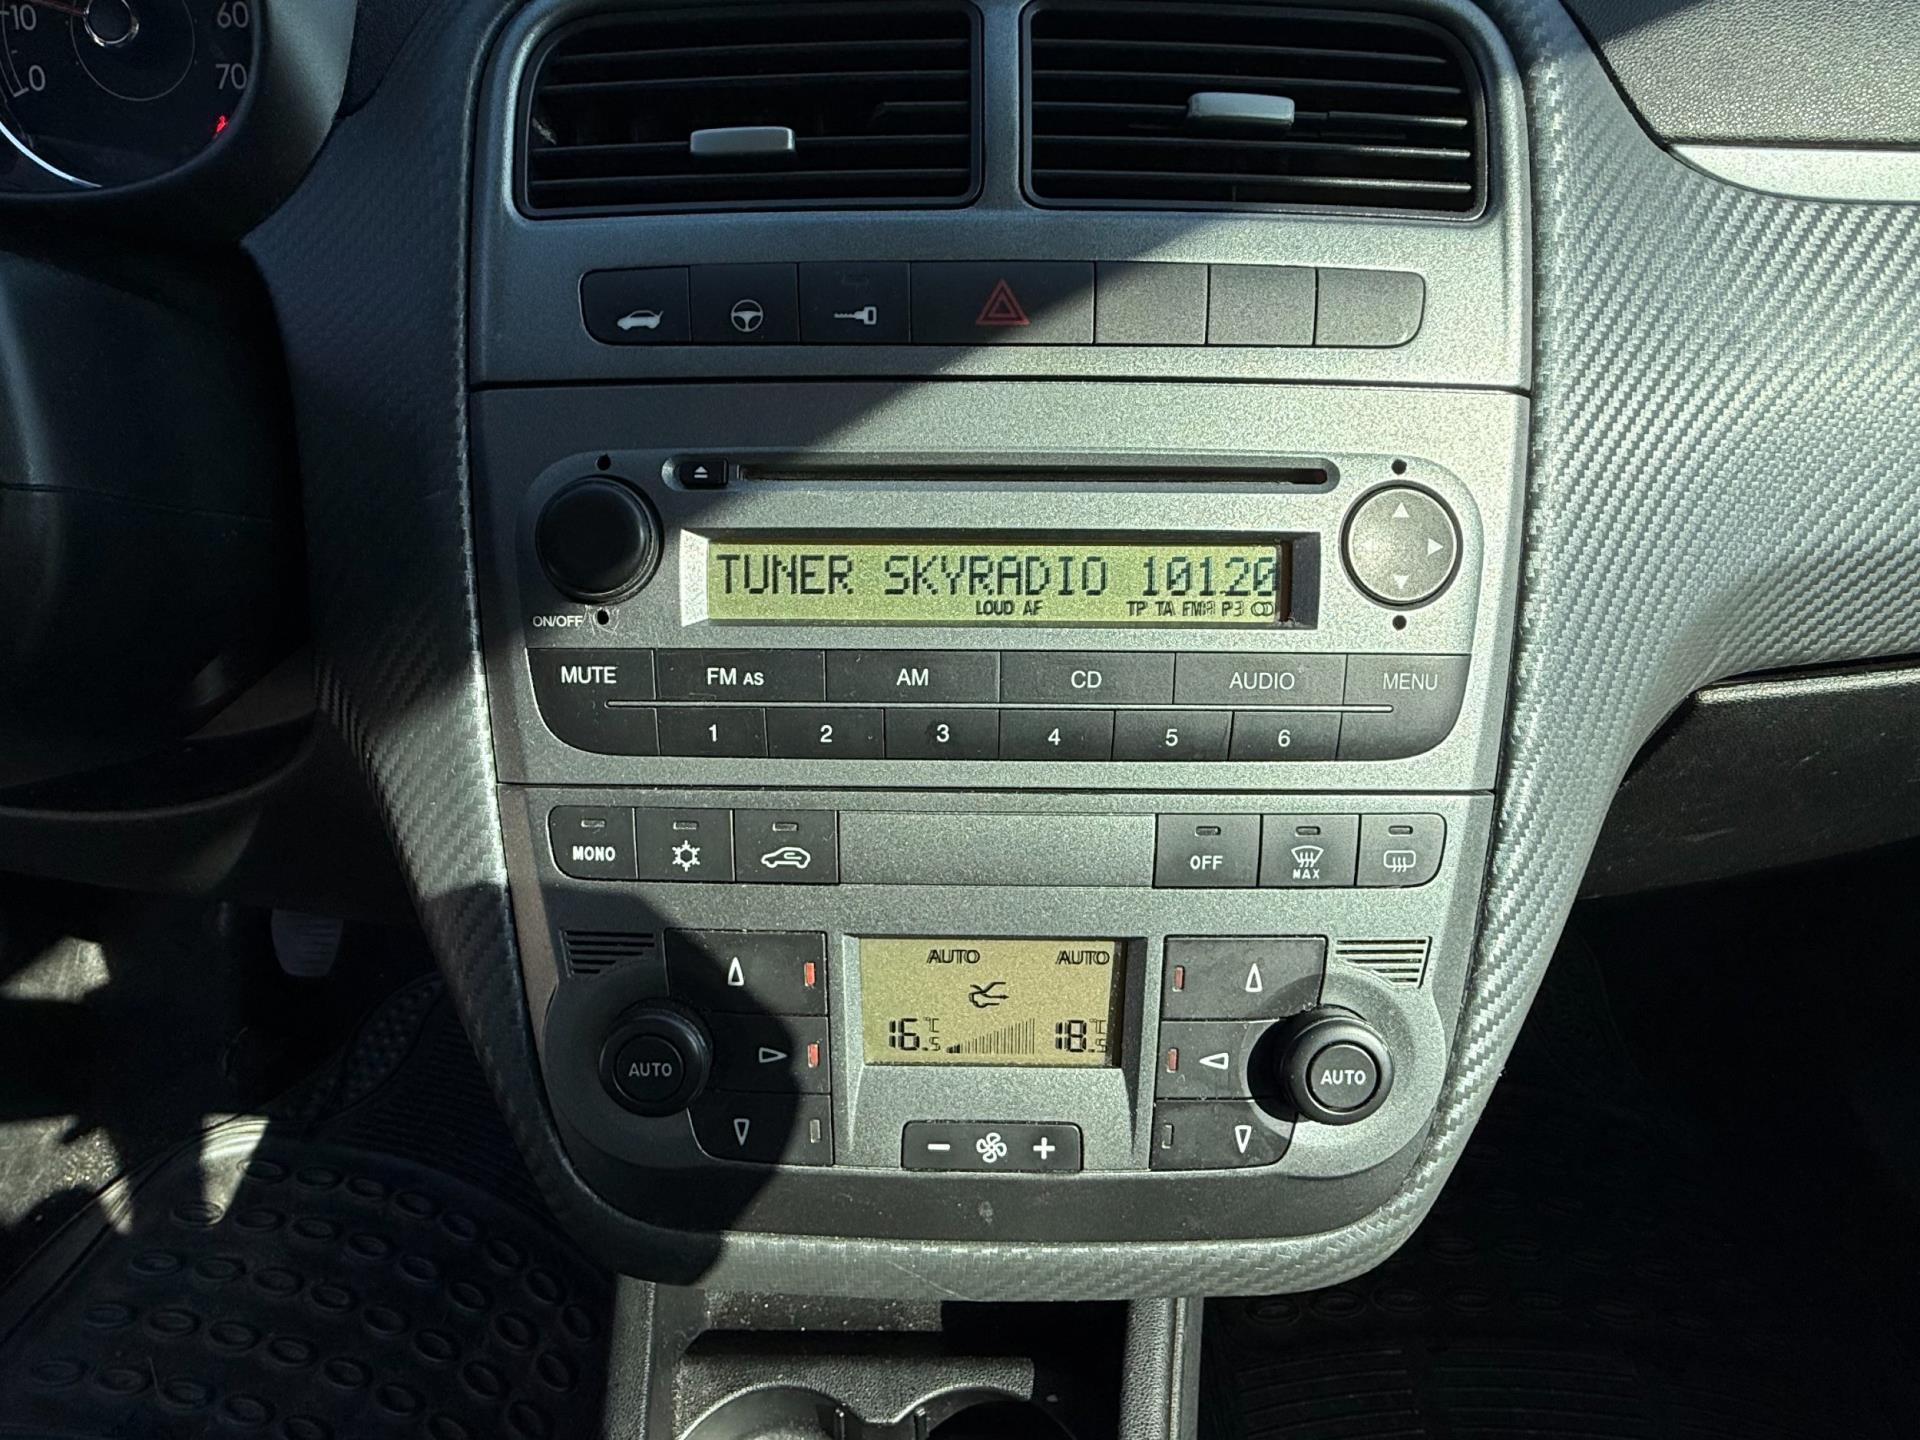 10
0
60
70
TUNER SKYRADIO 10120
LOUD AF TP TA FM P3
ON/OFF
MUTE FM AS AM CD AUDIO MENU
1 2 3 4 5 6
MONO OFF MAX
AUTO AUTO
16.5 °C 18.5 °C
AUTO AUTO
- +